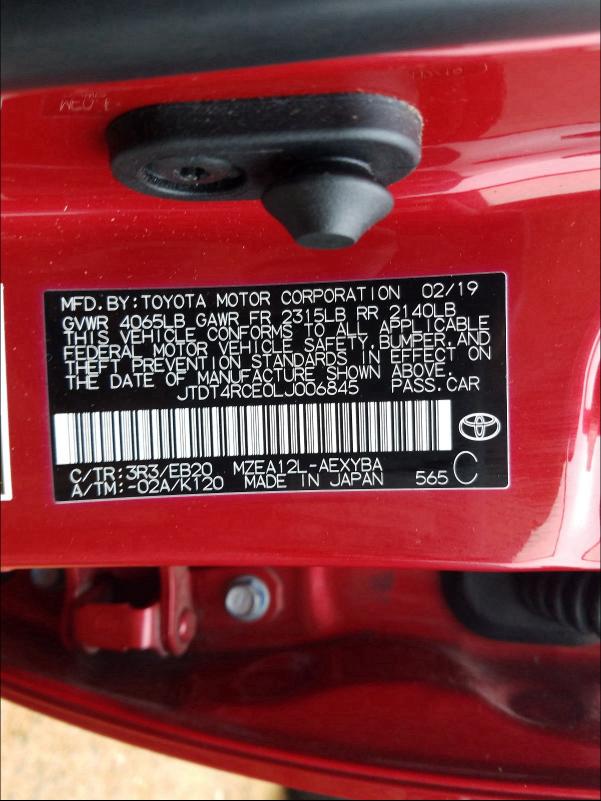 MFD. BY: TOYOTA MOTOR CORPORATION 02/19
GVWR 4065LB GAWR FR 2315LB RR 2140LB
THIS VEHICLE CONFORMS TO ALL APPLICABLE
FEDERAL MOTOR VEHICLE SAFETY, BUMPER, AND
THEFT PREVENTION STANDARDS IN EFFECT ON
THE DATE OF MANUFACTURE SHOWN ABOVE.
JTDT4RCE0LJ006845 PASS. CAR
C/TR: 3R3/EB20 MZEA12L-AEXYBA
A/TM: -02A/K120 MADE IN JAPAN 565 C